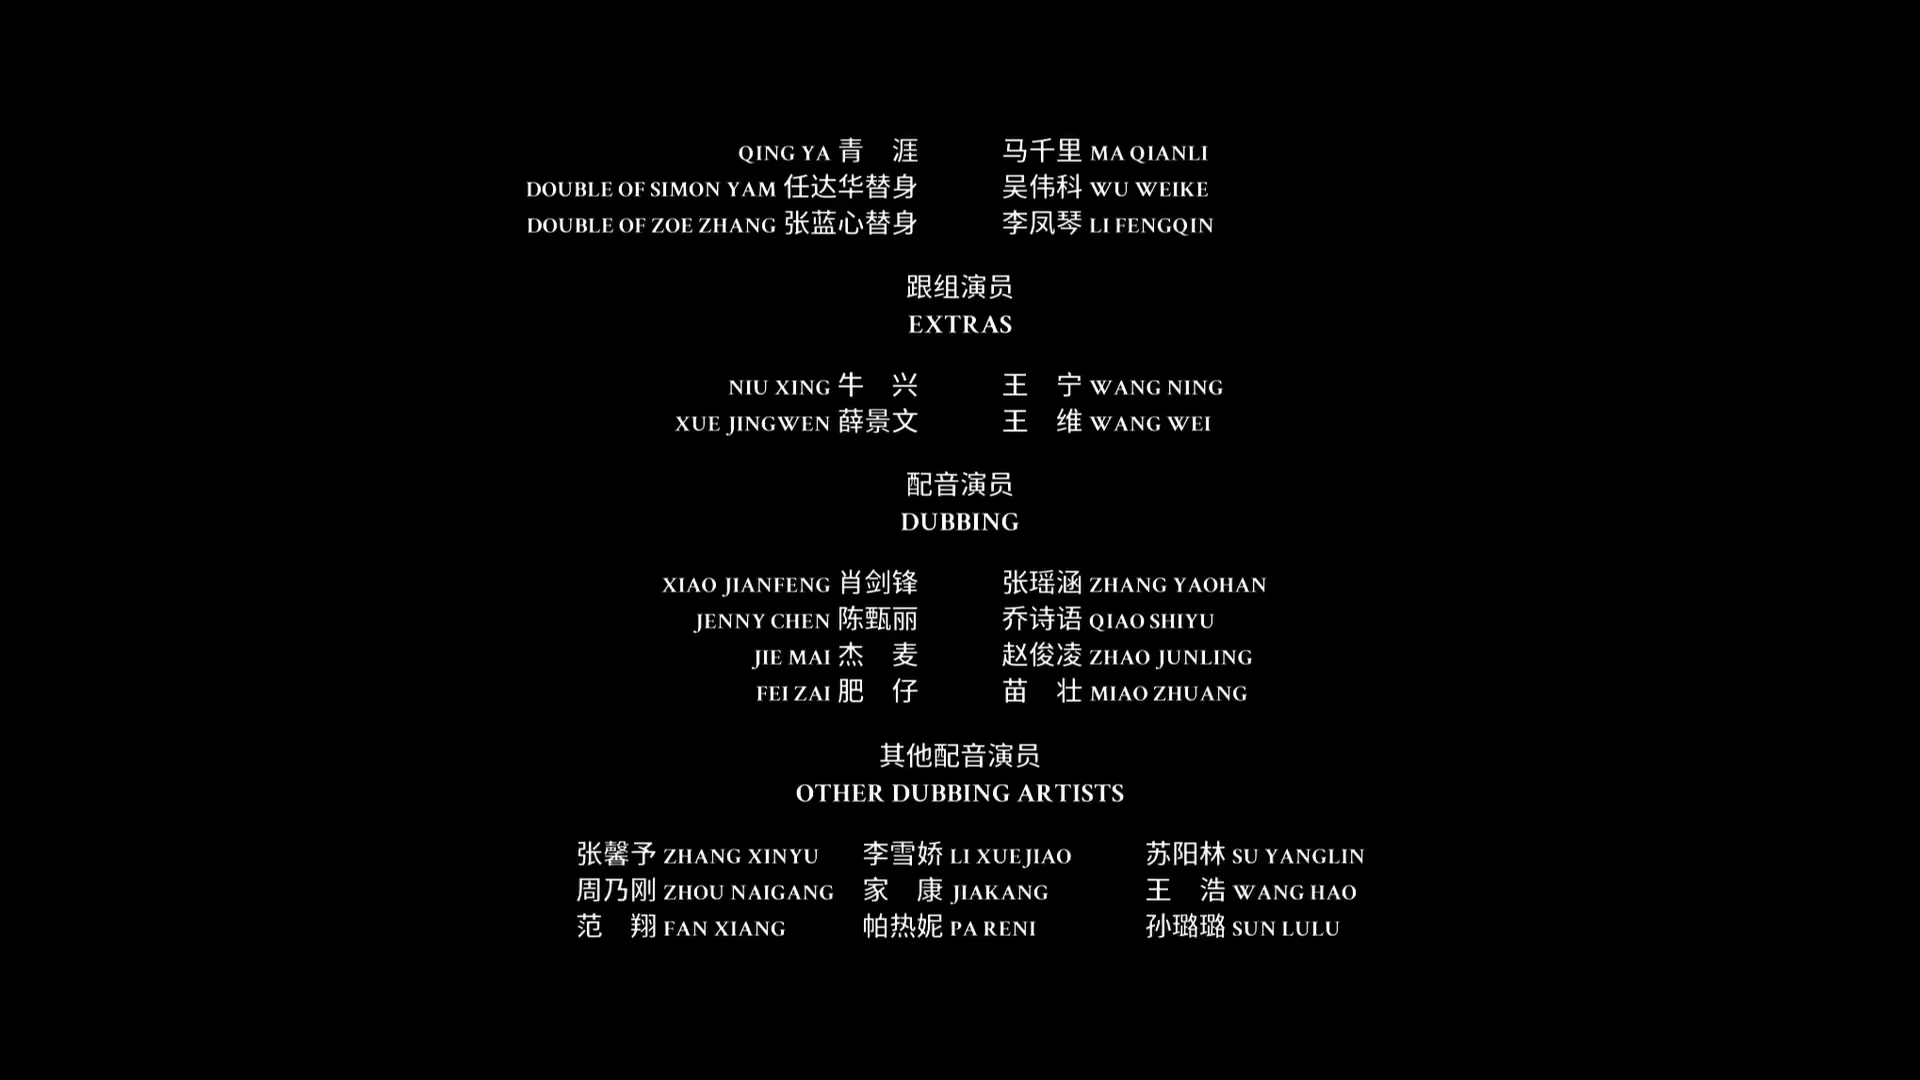 QING YA 青 涯 马千里 MA QIANLI
DOUBLE OF SIMON YAM 任达华替身 吴伟科 WU WEIKE
DOUBLE OF ZOE ZHANG 张蓝心替身 李凤琴 LI FENGQIN
跟组演员
EXTRAS
NIU XING 牛 兴 王 宁 WANG NING
XUE JINGWEN 薛景文 王 维 WANG WEI
配音演员
DUBBING
XIAO JIANFENG 肖剑锋 张瑶涵 ZHANG YAOHAN
JENNY CHEN 陈甄丽 乔诗语 QIAO SHIYU
JIE MAI 杰 麦 赵俊凌 ZHAO JUNLING
FEI ZAI 肥 仔 苗 壮 MIAO ZHUANG
其他配音演员
OTHER DUBBING ARTISTS
张馨予 ZHANG XINYU 李雪娇 LI XUEJIAO 苏阳林 SU YANGLIN
周乃刚 ZHOU NAIGANG 家 康 JIAKANG 王 浩 WANG HAO
范 翔 FAN XIANG 帕热妮 PA RENI 孙璐璐 SUN LULU